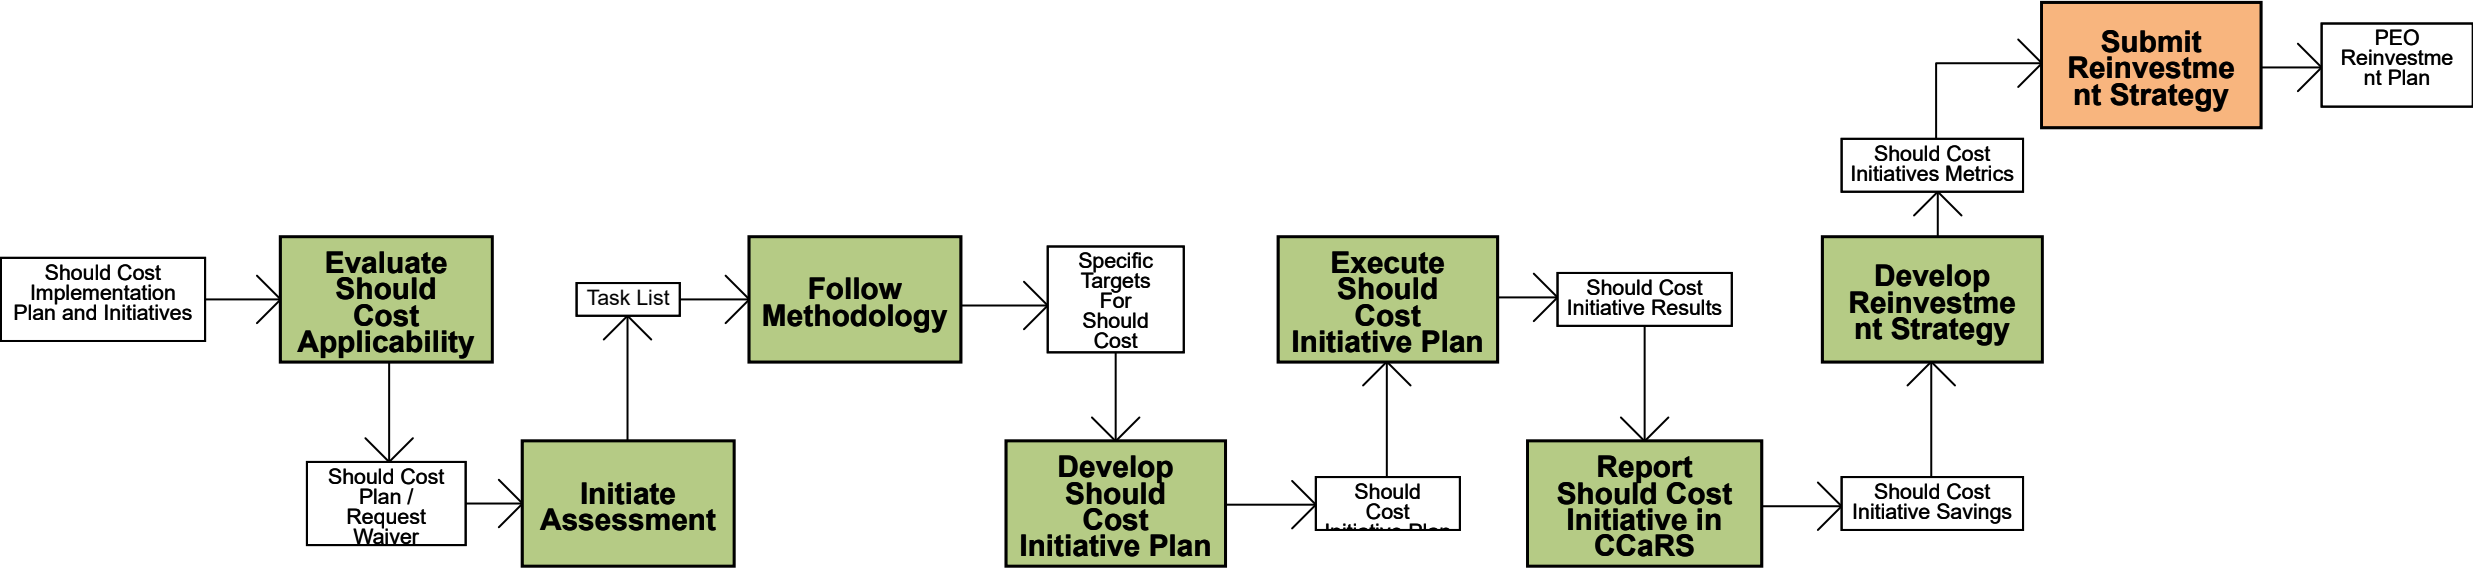 Should Cost
Implementation
Plan and Initiatives
Evaluate
Should
Cost
Applicability
Should Cost
Plan /
Request
Waiver
Initiate
Assessment
Task List
Follow
Methodology
Specific
Targets
For
Should
Cost
Develop
Should
Cost
Initiative Plan
Should
Cost
Initiative Plan
Execute
Should
Cost
Initiative Plan
Should Cost
Initiative Results
Report
Should Cost
Initiative in
CCaRS
Should Cost
Initiative Savings
Develop
Reinvestme
nt Strategy
Should Cost
Initiatives Metrics
Submit
Reinvestme
nt Strategy
PEO
Reinvestme
nt Plan